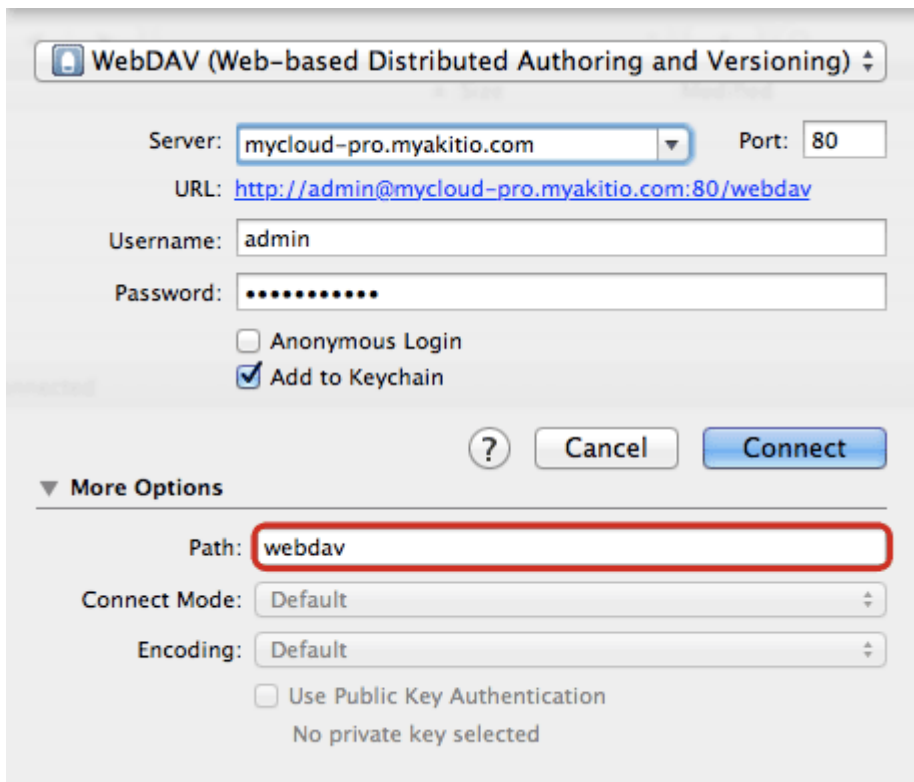 WebDAV (Web-based Distributed Authoring and Versioning)
Size Modified
Server: mycloud-pro.myakitio.com Port: 80
URL: http://admin@mycloud-pro.myakitio.com:80/webdav
Username: admin
Password: •••••••••••
Anonymous Login
Add to Keychain
? Cancel Connect
More Options
Path: webdav
Connect Mode: Default
Encoding: Default
Use Public Key Authentication
No private key selected